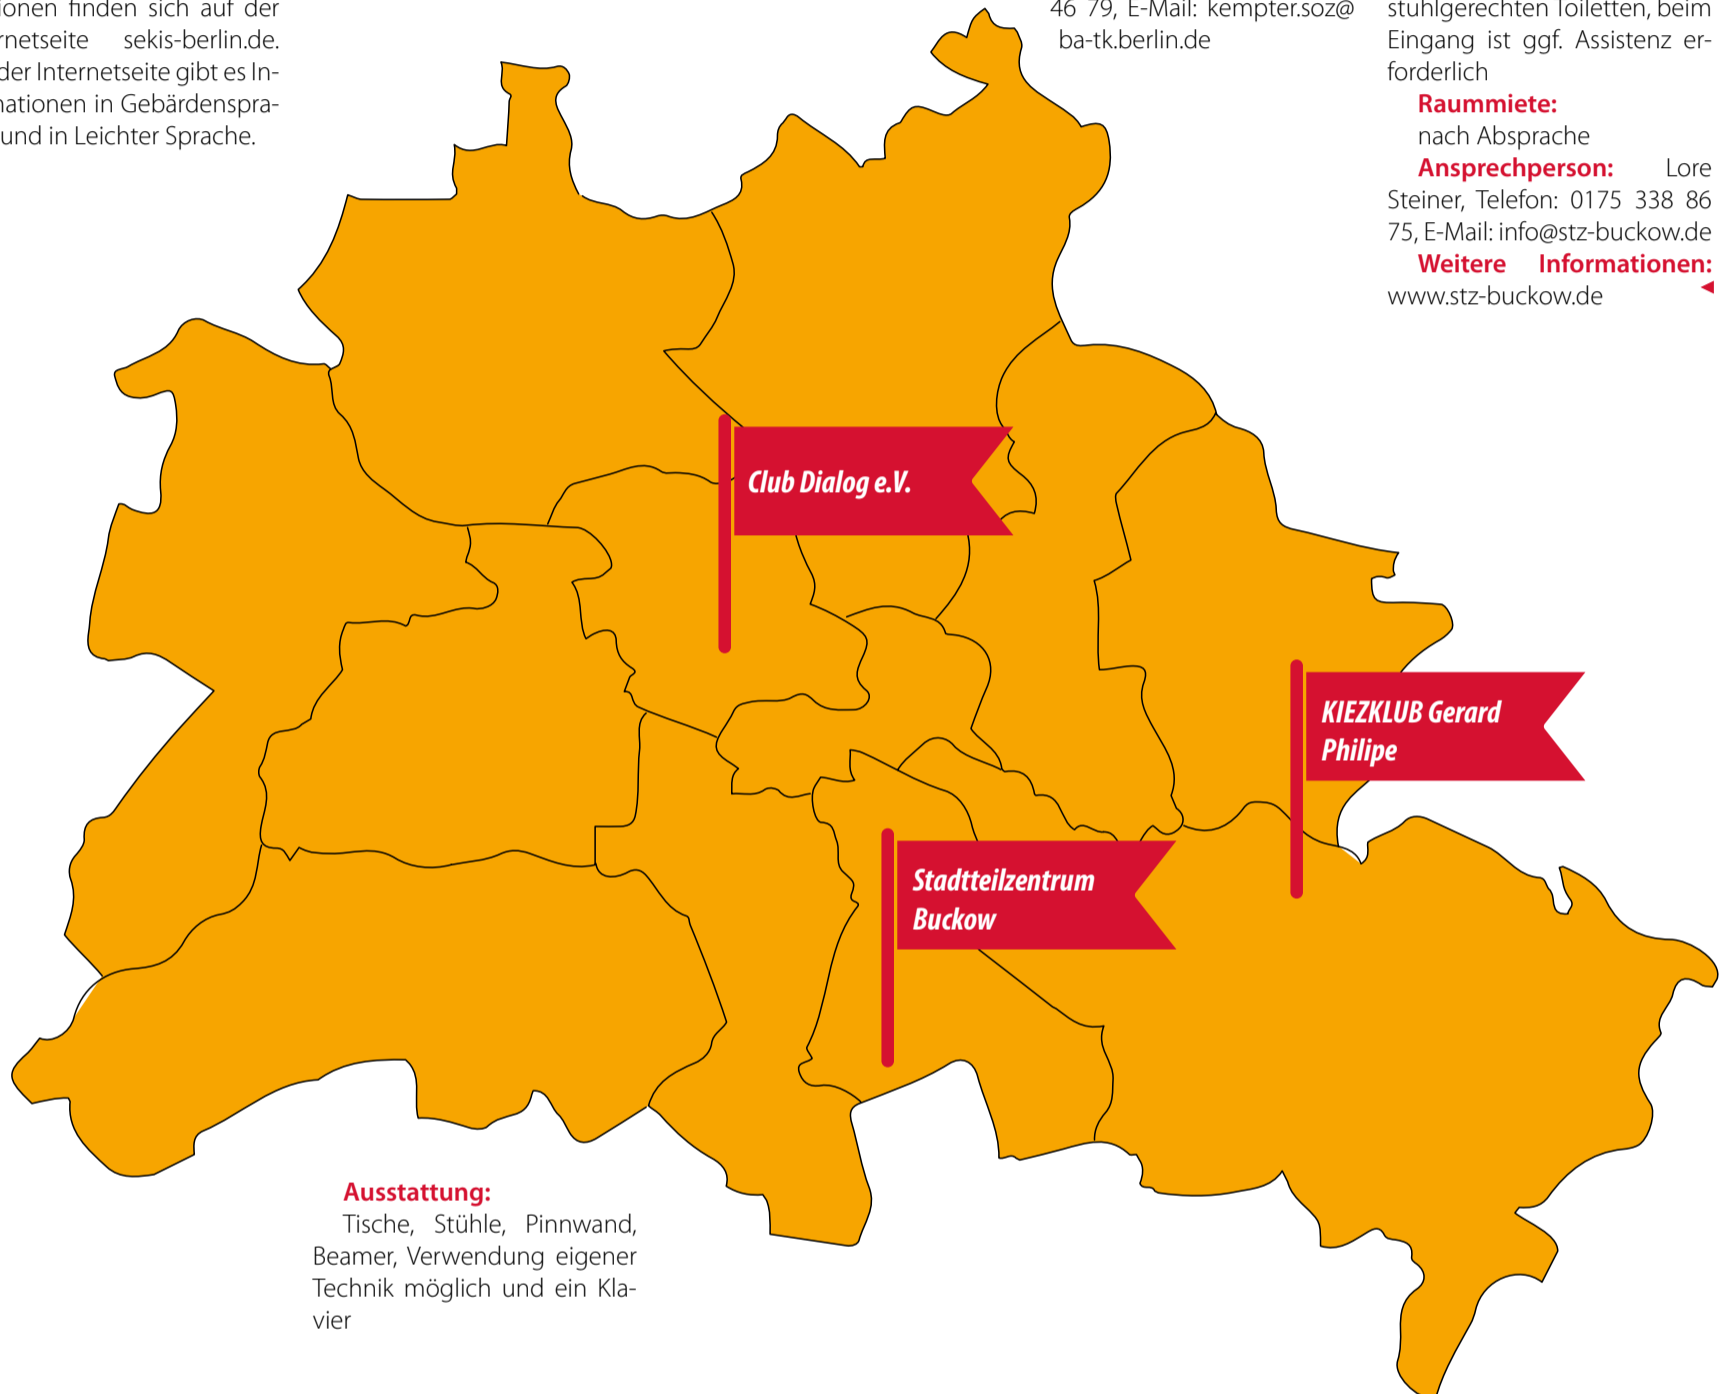 ionen finden sich auf der
rnetseite sekis-berlin.de.
der Internetseite gibt es In-
nationen in Gebärdenspra-
und in Leichter Sprache.
46 79, E-Mail: kempter.soz@
ba-tk.berlin.de
stuhlgerechten Toiletten, beim
Eingang ist ggf. Assistenz er-
forderlich
Raummiete:
nach Absprache
Ansprechperson: Lore
Steiner, Telefon: 0175 338 86
75, E-Mail: info@stz-buckow.de
Weitere Informationen:
www.stz-buckow.de
Club Dialog e.V.
KIEZKLUB Gerard
Philipe
Stadtteilzentrum
Buckow
Ausstattung:
Tische, Stühle, Pinnwand,
Beamer, Verwendung eigener
Technik möglich und ein Kla-
vier